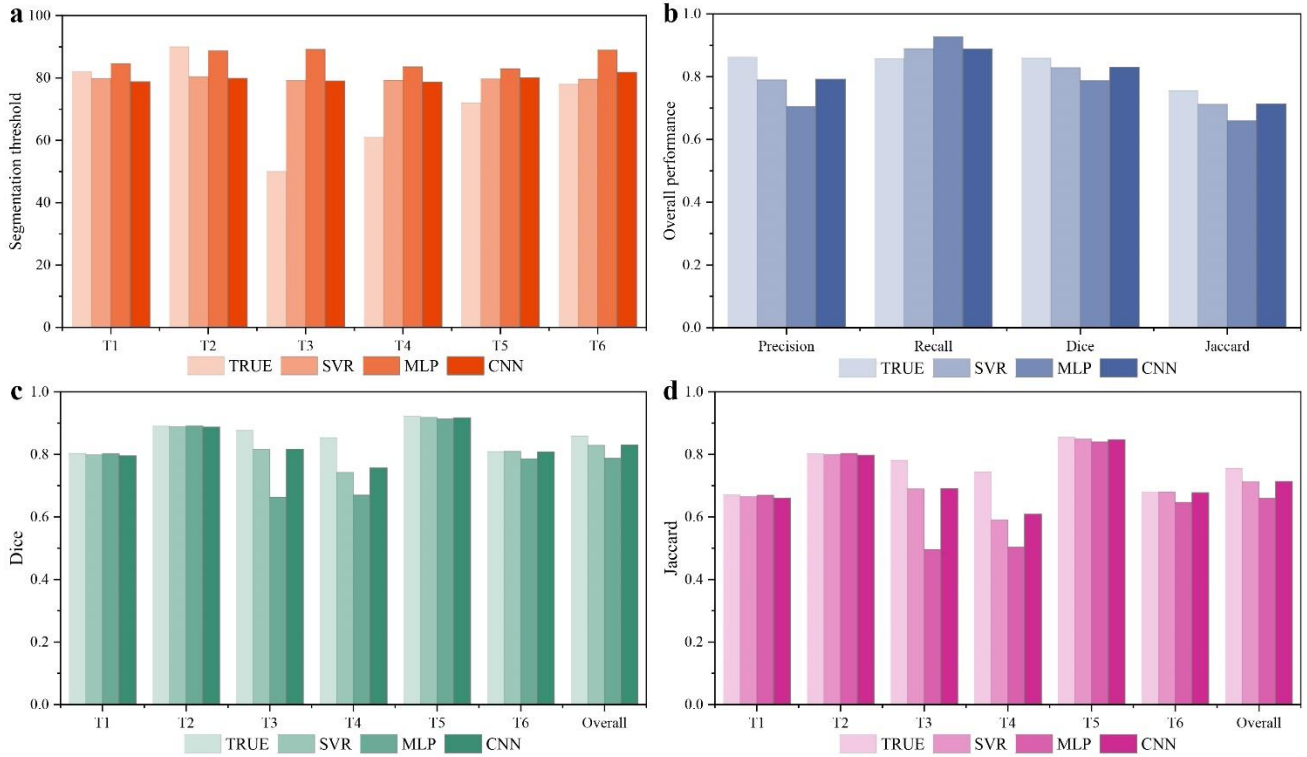 a
100
80
60
40
20
0
Segmentation threshold
T1 T2 T3 T4 T5 T6
TRUE SVR MLP CNN
b
1.0
0.8
0.6
0.4
0.2
0.0
Overall performance
Precision Recall Dice Jaccard
TRUE SVR MLP CNN
c
1.0
0.8
0.6
0.4
0.2
0.0
Dice
T1 T2 T3 T4 T5 T6 Overall
TRUE SVR MLP CNN
d
1.0
0.8
0.6
0.4
0.2
0.0
Jaccard
T1 T2 T3 T4 T5 T6 Overall
TRUE SVR MLP CNN